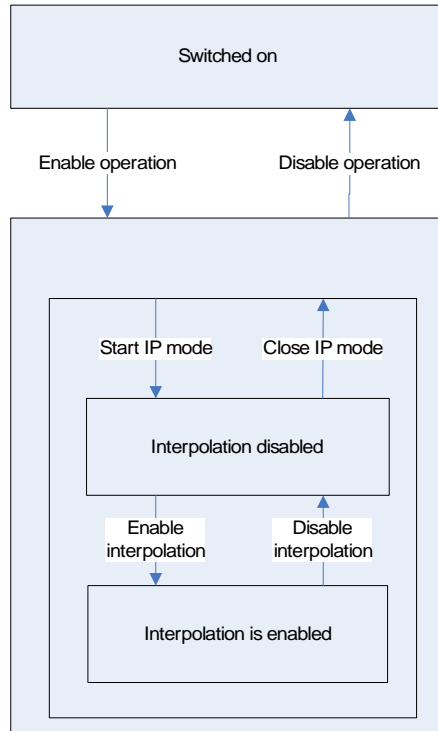 Switched on
Enable operation
Disable operation
Start IP mode
Close IP mode
Interpolation disabled
Enable
interpolation
Disable
interpolation
Interpolation is enabled